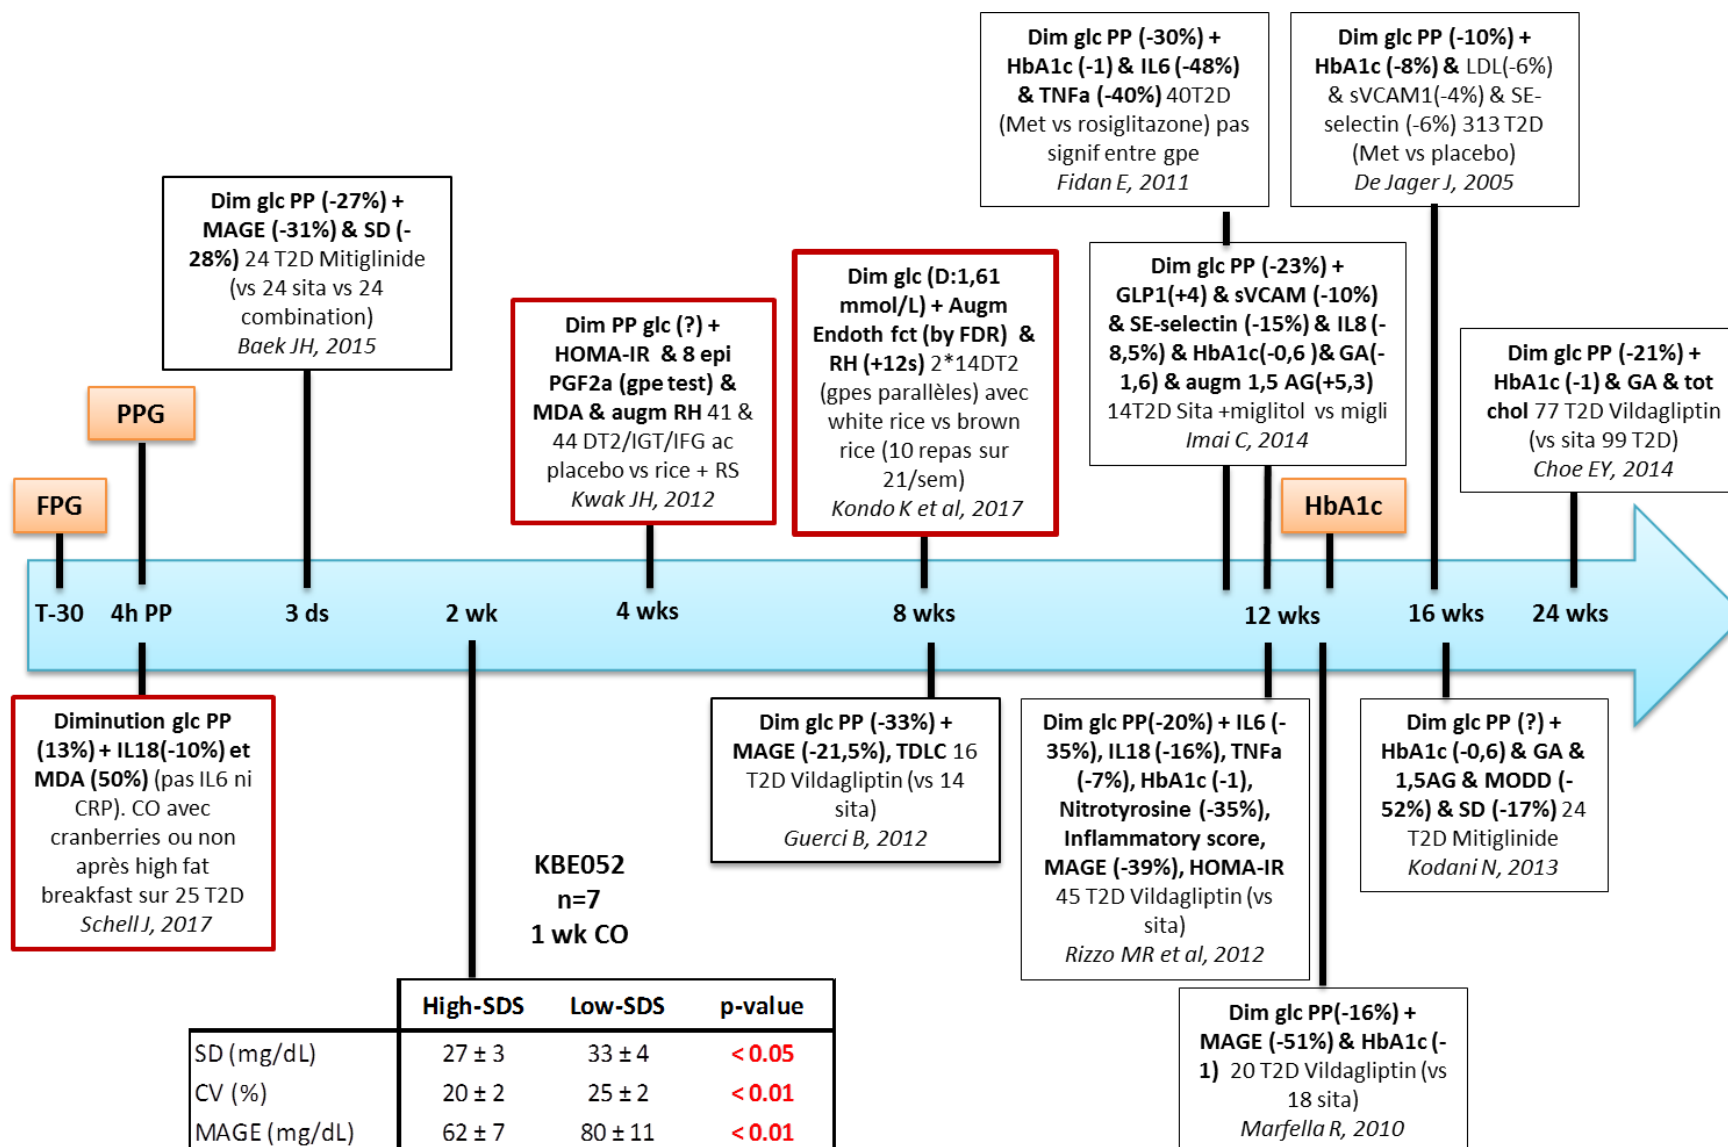 Dim glc PP (-30%) +
HbA1c (-1) & IL6 (-48%)
& TNFa (-40%) 40T2D
(Met vs rosiglitazone) pas
signif entre gpe
Fidan E, 2011
Dim glc PP (-10%) +
HbA1c (-8%) & LDL(-6%)
& sVCAM1(-4%) & SE-
selectin (-6%) 313 T2D
(Met vs placebo)
De Jager J, 2005
Dim glc PP (-27%) +
MAGE (-31%) & SD (-
28%) 24 T2D Mitiglinide
(vs 24 sita vs 24
combination)
Baek JH, 2015
Dim PP glc (?) +
HOMA-IR & 8 epi
PGF2a (gpe test) &
MDA & augm RH 41 &
44 DT2/IGT/IFG ac
placebo vs rice + RS
Kwak JH, 2012
Dim glc (D:1,61
mmol/L) + Augm
Endoth fct (by FDR) &
RH (+12s) 2*14DT2
(gpes parallèles) avec
white rice vs brown
rice (10 repas sur
21/sem)
Kondo K et al, 2017
Dim glc PP (-23%) +
GLP1(+4) & sVCAM (-10%)
& SE-selectin (-15%) & IL8 (-
8,5%) & HbA1c(-0,6 )& GA(-
1,6) & augm 1,5 AG(+5,3)
14T2D Sita +miglitol vs migli
Imai C, 2014
Dim glc PP (-21%) +
HbA1c (-1) & GA & tot
chol 77 T2D Vildagliptin
(vs sita 99 T2D)
Choe EY, 2014
FPG
PPG
HbA1c
T-30
4h PP
3 ds
2 wk
4 wks
8 wks
12 wks
16 wks
24 wks
Diminution glc PP
(13%) + IL18(-10%) et
MDA (50%) (pas IL6 ni
CRP). CO avec
cranberries ou non
après high fat
breakfast sur 25 T2D
Schell J, 2017
KBE052
n=7
1 wk CO
Dim glc PP (-33%) +
MAGE (-21,5%), TDLC 16
T2D Vildagliptin (vs 14
sita)
Guerci B, 2012
Dim glc PP(-20%) + IL6 (-
35%), IL18 (-16%), TNFa
(-7%), HbA1c (-1),
Nitrotyrosine (-35%),
Inflammatory score,
MAGE (-39%), HOMA-IR
45 T2D Vildagliptin (vs
sita)
Rizzo MR et al, 2012
Dim glc PP (?) +
HbA1c (-0,6) & GA &
1,5AG & MODD (-
52%) & SD (-17%) 24
T2D Mitiglinide
Kodani N, 2013
Dim glc PP(-16%) +
MAGE (-51%) & HbA1c (-
1) 20 T2D Vildagliptin (vs
18 sita)
Marfella R, 2010
High-SDS Low-SDS p-value
SD (mg/dL) 27 ± 3 33 ± 4 < 0.05
CV (%) 20 ± 2 25 ± 2 < 0.01
MAGE (mg/dL) 62 ± 7 80 ± 11 < 0.01